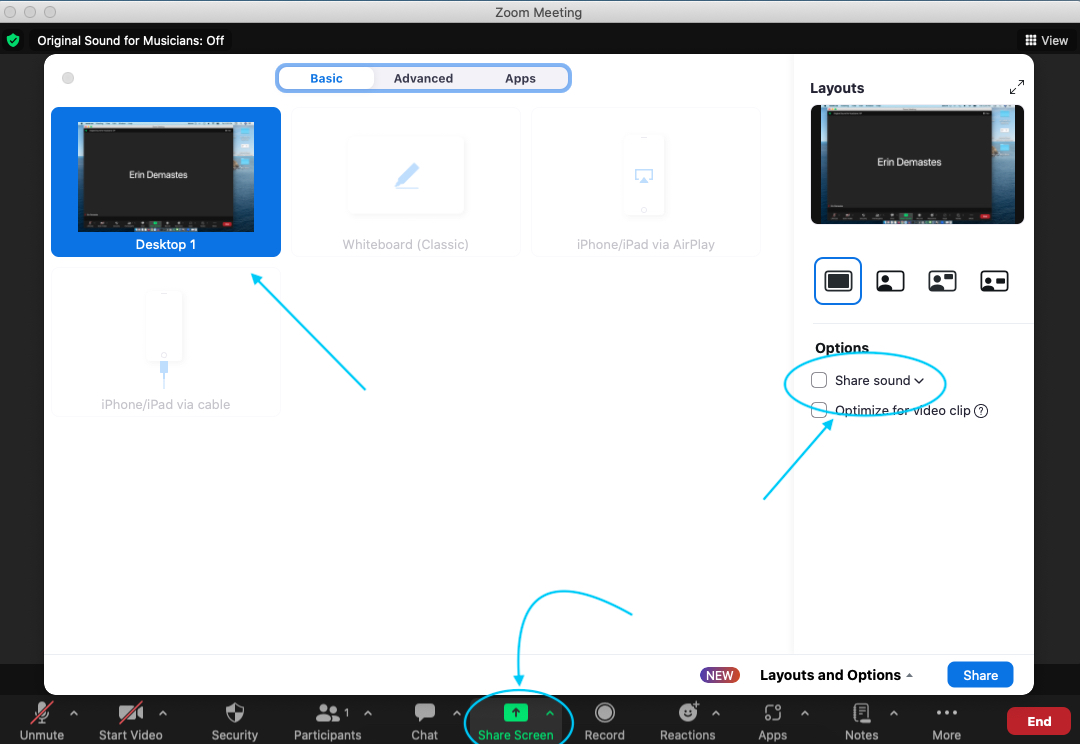 Zoom Meeting
Original Sound for Musicians: Off
View
Basic
Advanced
Apps
Layouts
Erin Demastes
Desktop 1
Whiteboard (Classic)
iPhone/iPad via AirPlay
Erin Demastes
iPhone/iPad via cable
Options
Share sound
Optimize for video clip ?
NEW
Layouts and Options
Share
1
Unmute
Start Video
Security
Participants
Chat
Share Screen
Record
Reactions
Apps
Notes
More
End